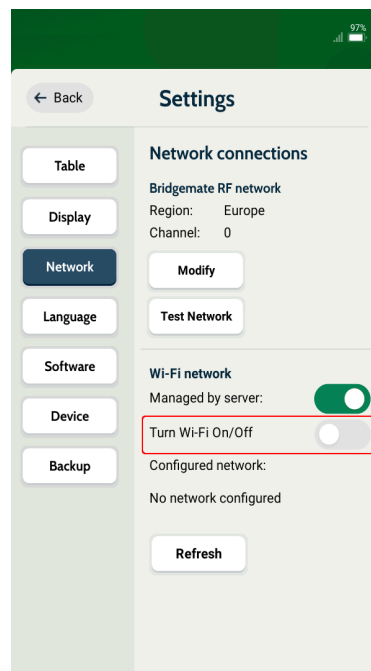 97%
← Back
Settings
Table
Display
Network
Language
Software
Device
Backup
Network connections
Bridgemate RF network
Region: Europe
Channel: 0
Modify
Test Network
Wi-Fi network
Managed by server:
Turn Wi-Fi On/Off
Configured network:
No network configured
Refresh